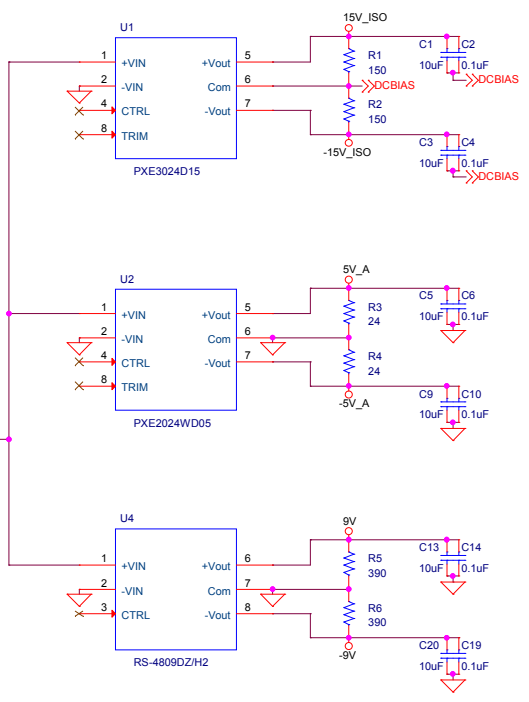 U1
15V_ISO
1 +VIN
+Vout 5
2 -VIN
Com 6
4 CTRL
-Vout 7
8 TRIM
PXE3024D15
R1
150
DCBIAS
R2
150
-15V_ISO
C1 C2
10uF 0.1uF
DCBIAS
C3 C4
10uF 0.1uF
DCBIAS
U2
5V_A
1 +VIN
+Vout 5
2 -VIN
Com 6
4 CTRL
-Vout 7
8 TRIM
PXE2024WD05
R3
24
R4
24
-5V_A
C5 C6
10uF 0.1uF
C9 C10
10uF 0.1uF
U4
9V
1 +VIN
+Vout 6
2 -VIN
Com 7
3 CTRL
-Vout 8
RS-4809DZ/H2
R5
390
R6
390
-9V
C13 C14
10uF 0.1uF
C20 C19
10uF 0.1uF